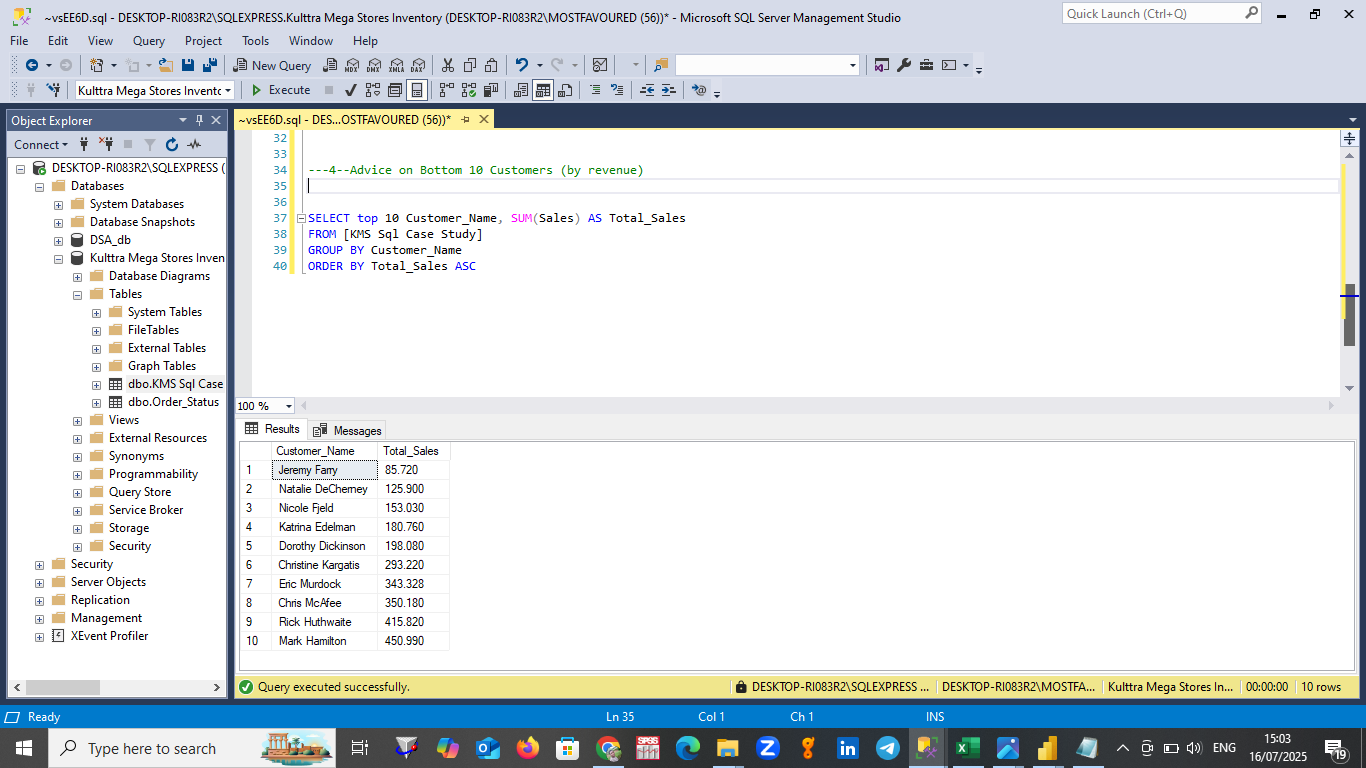 ~vsEE6D.sql - DESKTOP-RI083R2\SQLEXPRESS.Kulttra Mega Stores Inventory (DESKTOP-RI083R2\MOSTFAVOURED (56))* - Microsoft SQL Server Management Studio
Quick Launch (Ctrl+Q)
File Edit View Query Project Tools Window Help
New Query MDX DMX XMLA DAX
Kulttra Mega Stores Invento Execute
Object Explorer
~vsEE6D.sql - DES...OSTFAVOURED (56))*
Connect
DESKTOP-RI083R2\SQLEXPRESS (
Databases
System Databases
Database Snapshots
DSA_db
Kulttra Mega Stores Inven
Database Diagrams
Tables
System Tables
FileTables
External Tables
Graph Tables
dbo.KMS Sql Case
dbo.Order_Status
Views
External Resources
Synonyms
Programmability
Query Store
Service Broker
Storage
Security
Security
Server Objects
Replication
Management
XEvent Profiler
32
33
34 ---4--Advice on Bottom 10 Customers (by revenue)
35
36
37 SELECT top 10 Customer_Name, SUM(Sales) AS Total_Sales
38 FROM [KMS Sql Case Study]
39 GROUP BY Customer_Name
40 ORDER BY Total_Sales ASC
100 %
Results Messages
Customer_Name Total_Sales
1 Jeremy Farry 85.720
2 Natalie DeCherney 125.900
3 Nicole Fjeld 153.030
4 Katrina Edelman 180.760
5 Dorothy Dickinson 198.080
6 Christine Kargatis 293.220
7 Eric Murdock 343.328
8 Chris McAfee 350.180
9 Rick Huthwaite 415.820
10 Mark Hamilton 450.990
Query executed successfully. DESKTOP-RI083R2\SQLEXPRESS ... DESKTOP-RI083R2\MOSTFA... Kulttra Mega Stores In... 00:00:00 10 rows
Ready Ln 35 Col 1 Ch 1 INS
Type here to search
ENG
15:03
16/07/2025
19